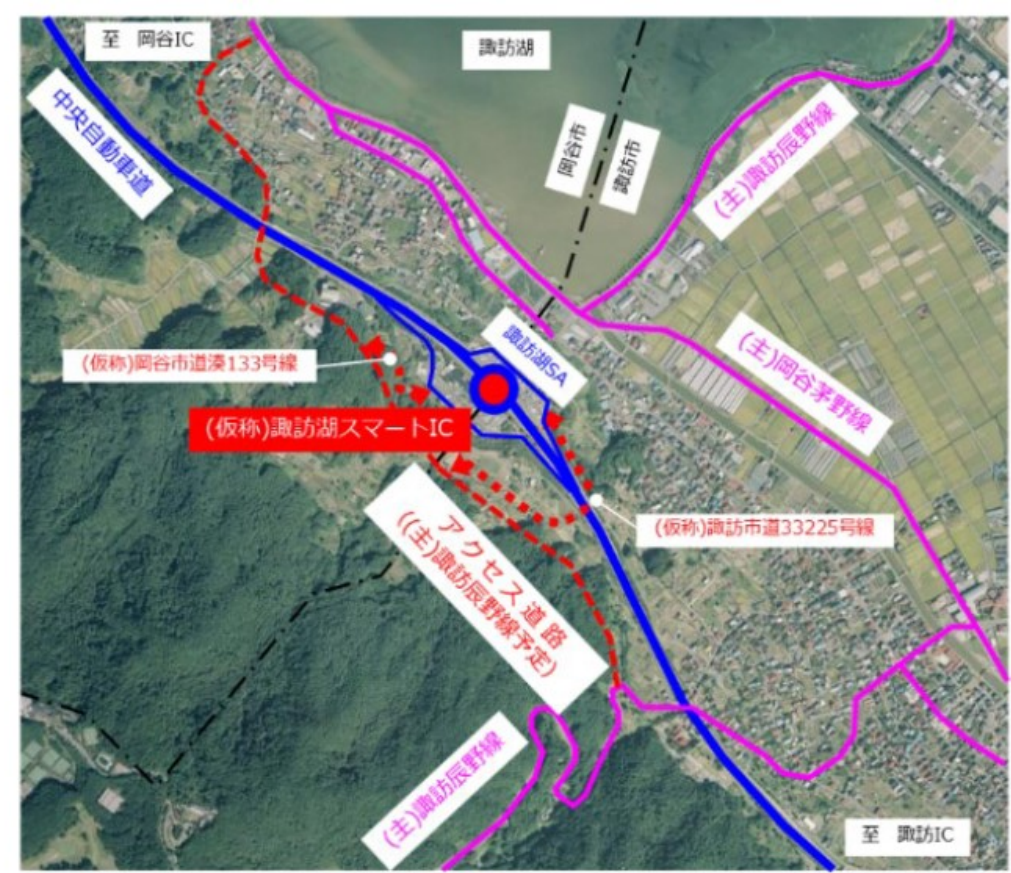 至　岡谷IC
諏訪湖
中央自動車道
岡谷市
諏訪市
(主)諏訪辰野線
諏訪湖SA
(主)岡谷茅野線
(仮称)岡谷市道湊133号線
(仮称)諏訪湖スマートIC
アクセス道路
((主)諏訪辰野線予定)
(仮称)諏訪市道33225号線
(主)諏訪辰野線
至　諏訪IC